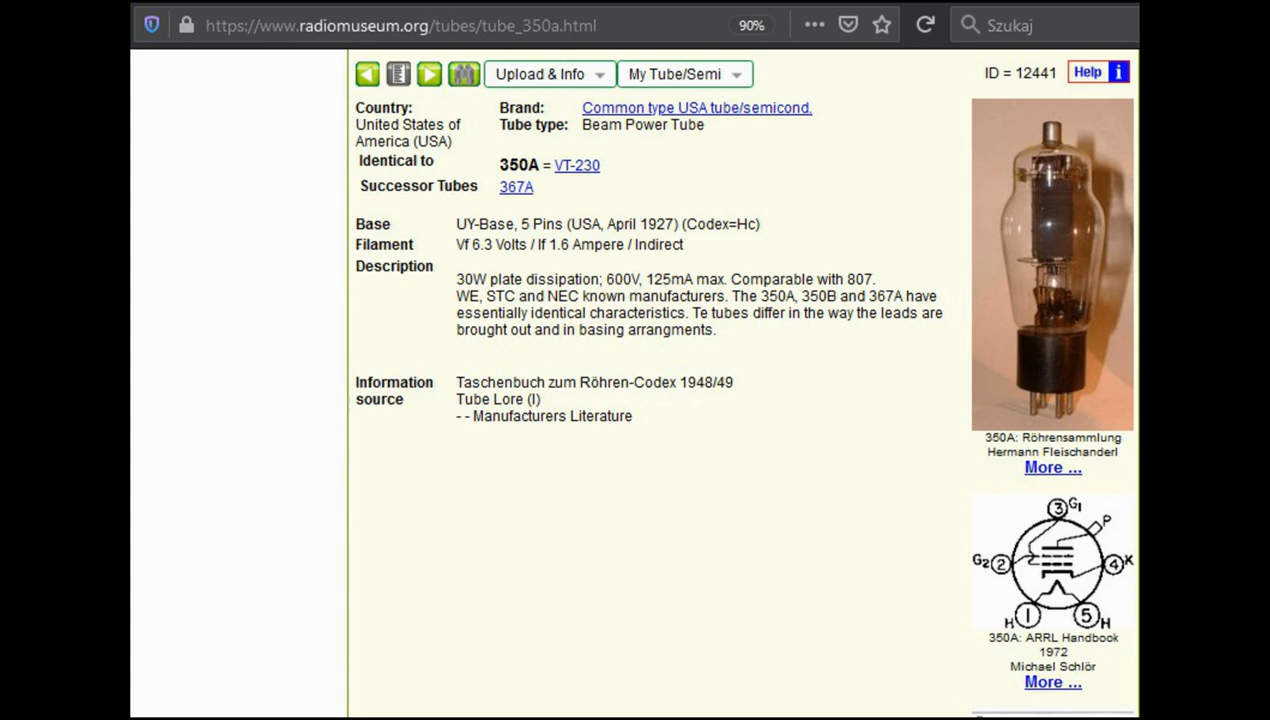 https://www.radiomuseum.org/tubes/tube_350a.html
90%
Szukaj
Upload & Info
My Tube/Semi
ID = 12441
Help i
Country:
United States of
America (USA)
Brand: Common type USA tube/semicond.
Tube type: Beam Power Tube
Identical to 350A = VT-230
Successor Tubes 367A
Base UY-Base, 5 Pins (USA, April 1927) (Codex=Hc)
Filament Vf 6.3 Volts / If 1.6 Ampere / Indirect
Description
30W plate dissipation; 600V, 125mA max. Comparable with 807.
WE, STC and NEC known manufacturers. The 350A, 350B and 367A have
essentially identical characteristics. Te tubes differ in the way the leads are
brought out and in basing arrangments.
Information
source
Taschenbuch zum Röhren-Codex 1948/49
Tube Lore (I)
- - Manufacturers Literature
350A: Röhrensammlung
Hermann Fleischanderl
More ...
3 G1
P
G2 2
4 K
H 1
5 H
350A: ARRL Handbook
1972
Michael Schlör
More ...